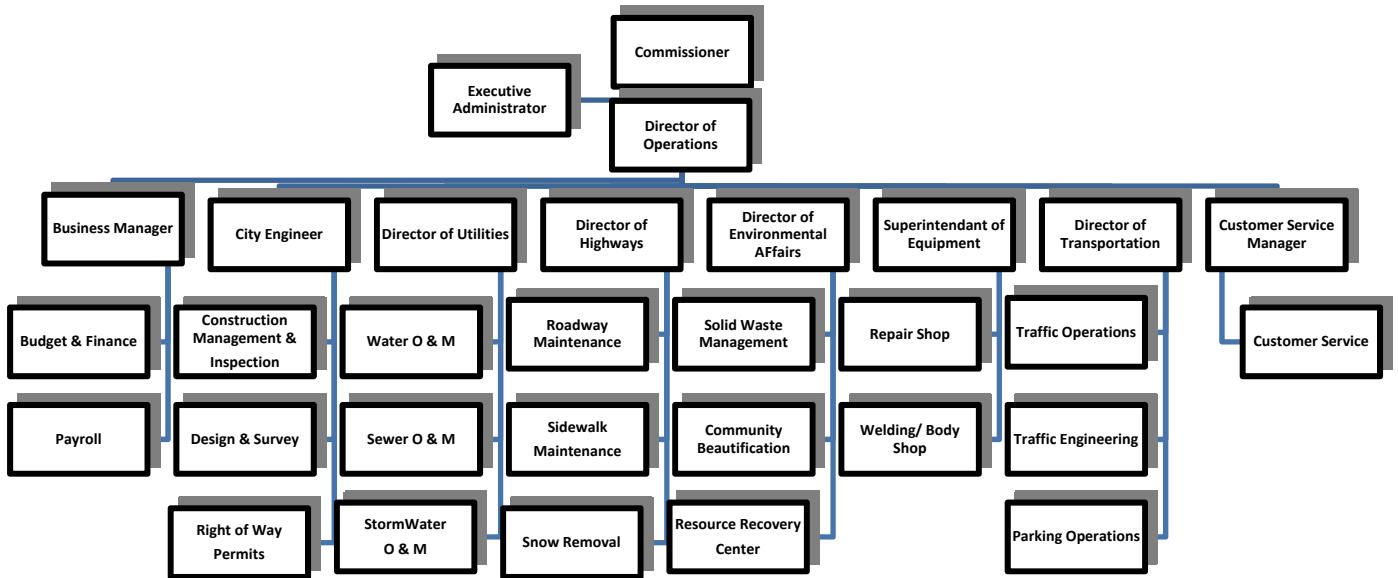 Commissioner
Executive
Administrator
Director of
Operations
Business Manager
City Engineer
Director of Utilities
Director of
Highways
Director of
Environmental
AFfairs
Superintendant of
Equipment
Director of
Transportation
Customer Service
Manager
Budget & Finance
Construction
Management &
Inspection
Water O & M
Roadway
Maintenance
Solid Waste
Management
Repair Shop
Traffic Operations
Customer Service
Payroll
Design & Survey
Sewer O & M
Sidewalk
Maintenance
Community
Beautification
Welding/ Body
Shop
Traffic Engineering
Right of Way
Permits
StormWater
O & M
Snow Removal
Resource Recovery
Center
Parking Operations